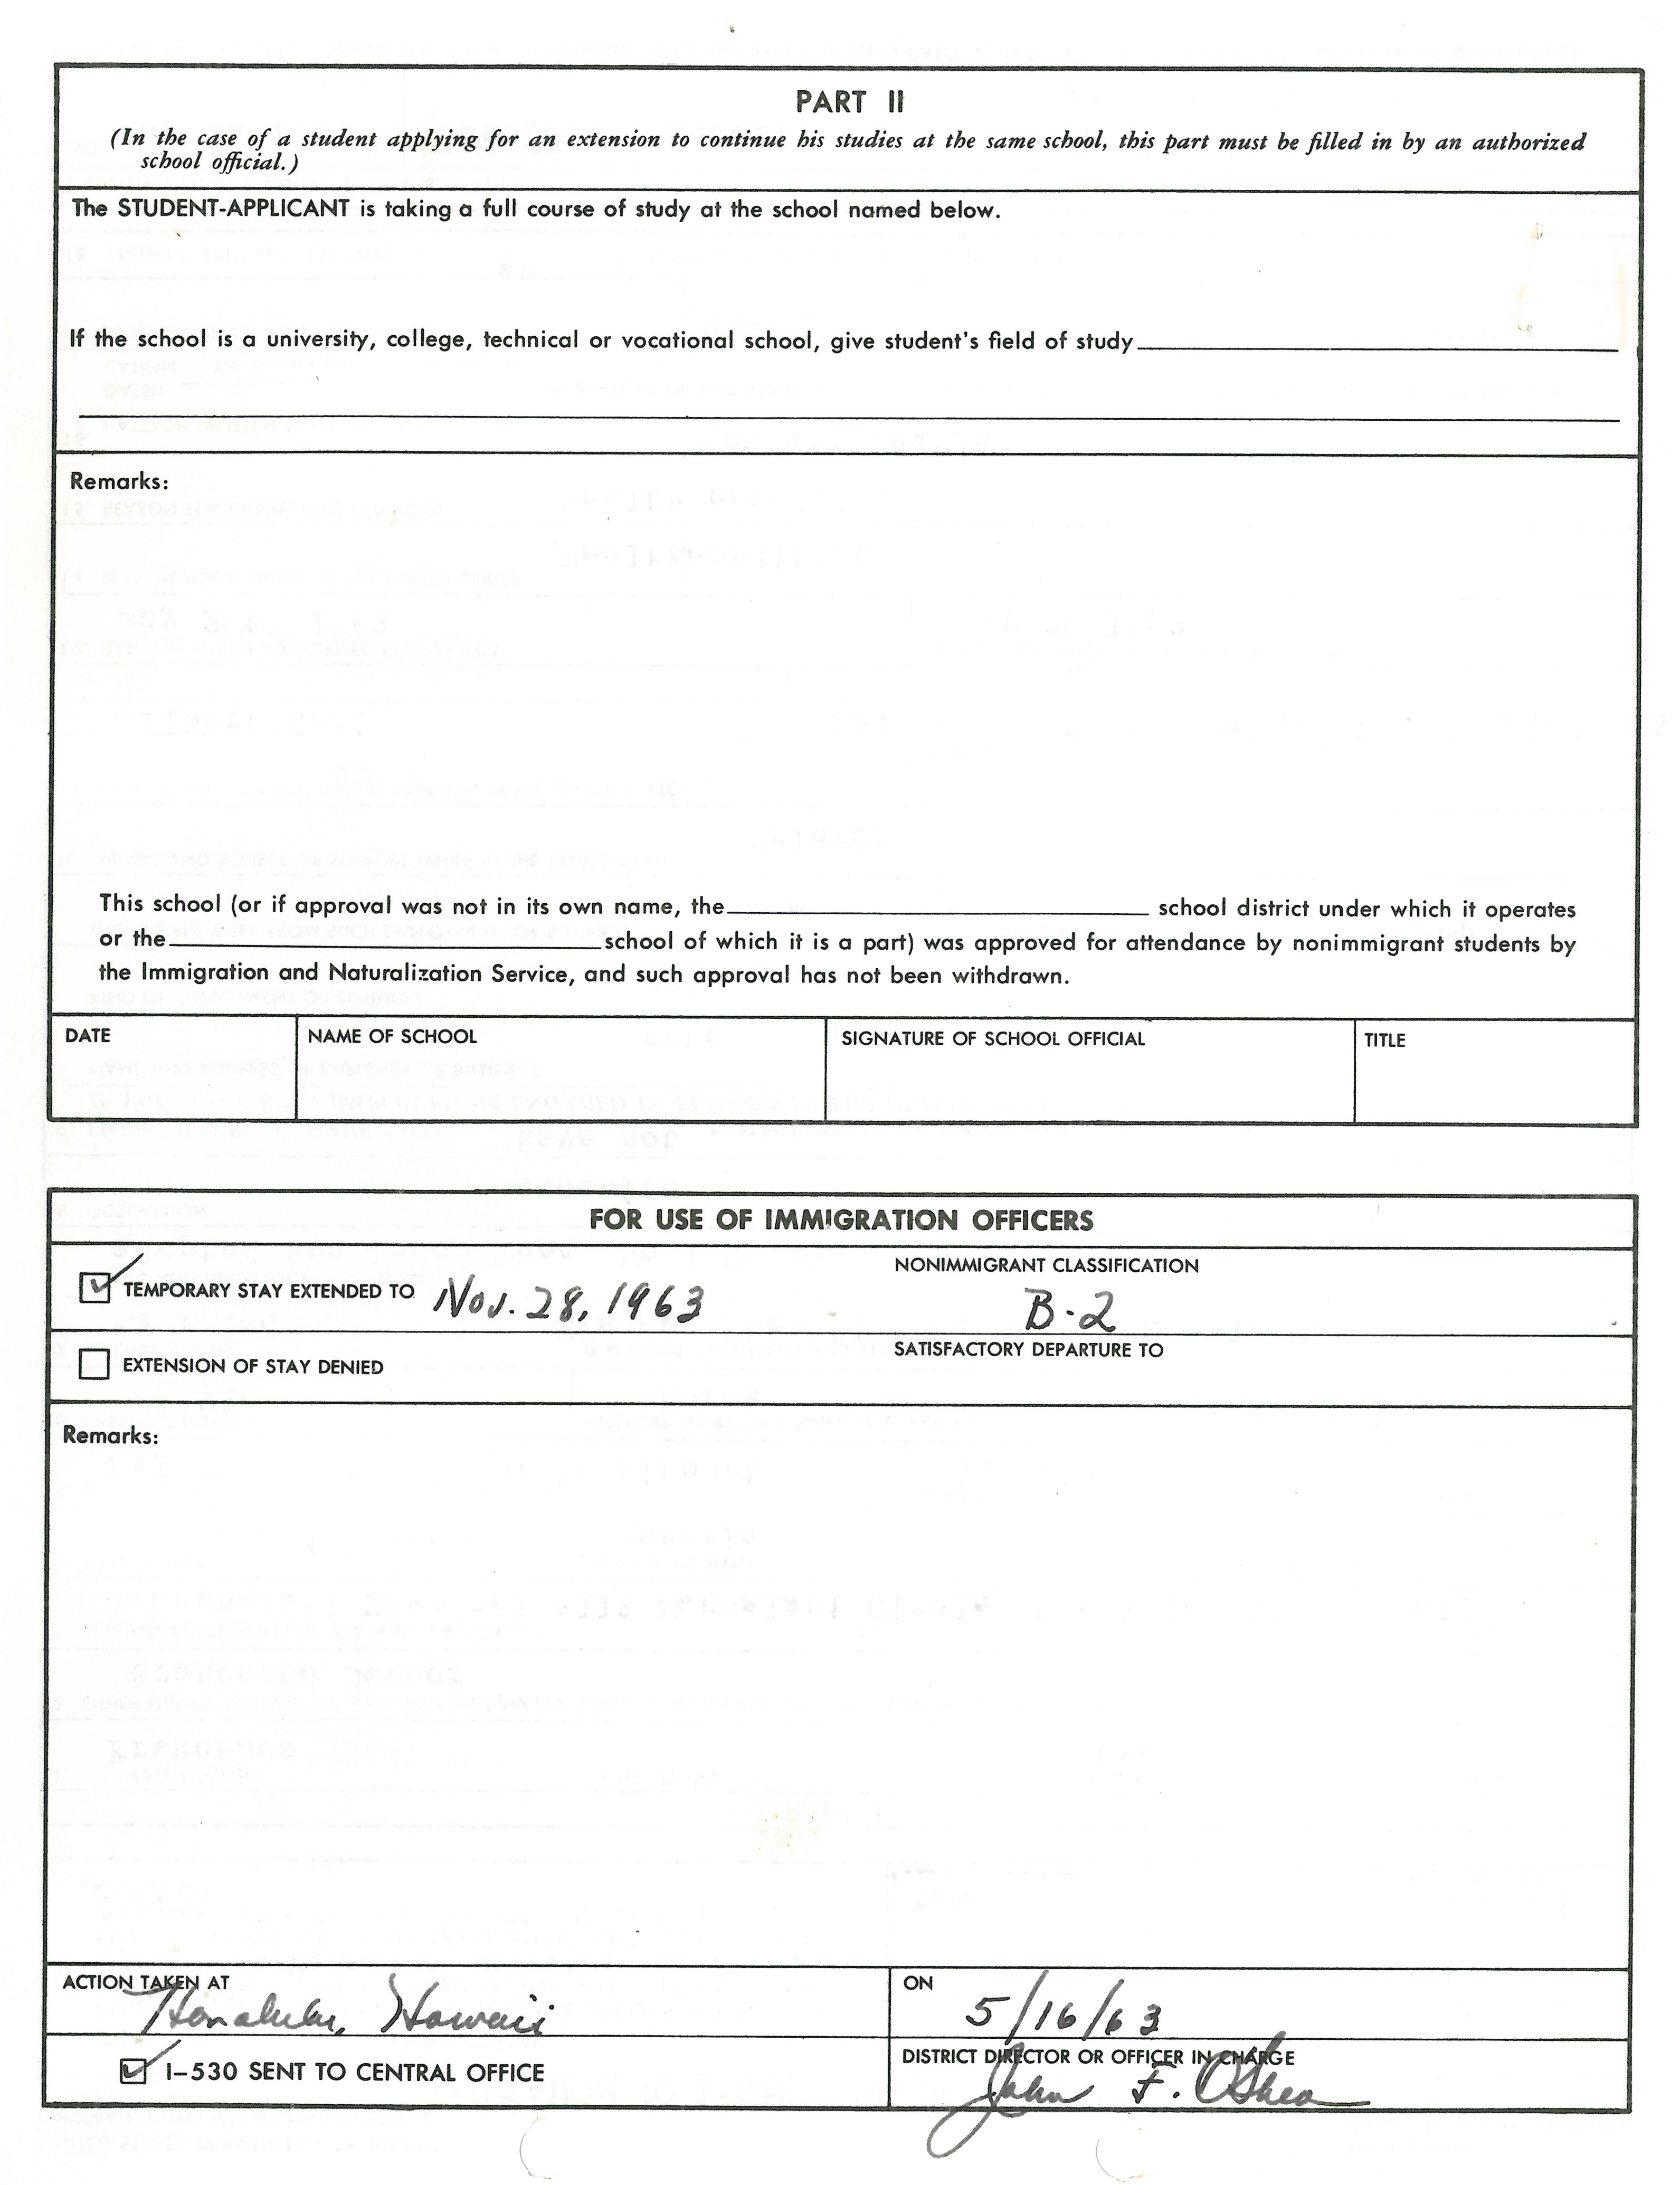 PART II
(In the case of a student applying for an extension to continue his studies at the same school, this part must be filled in by an authorized
school official.)
The STUDENT-APPLICANT is taking a full course of study at the school named below.
If the school is a university, college, technical or vocational school, give student's field of study
Remarks:
This school (or if approval was not in its own name, the school district under which it operates
or the school of which it is a part) was approved for attendance by nonimmigrant students by
the Immigration and Naturalization Service, and such approval has not been withdrawn.
DATE NAME OF SCHOOL SIGNATURE OF SCHOOL OFFICIAL TITLE
FOR USE OF IMMIGRATION OFFICERS
NONIMMIGRANT CLASSIFICATION
TEMPORARY STAY EXTENDED TO Nov. 28, 1963 B-2
SATISFACTORY DEPARTURE TO
EXTENSION OF STAY DENIED
Remarks:
ACTION TAKEN AT ON
Honolulu, Hawaii 5/16/63
DISTRICT DIRECTOR OR OFFICER IN CHARGE
I-530 SENT TO CENTRAL OFFICE
John F. O'Shea